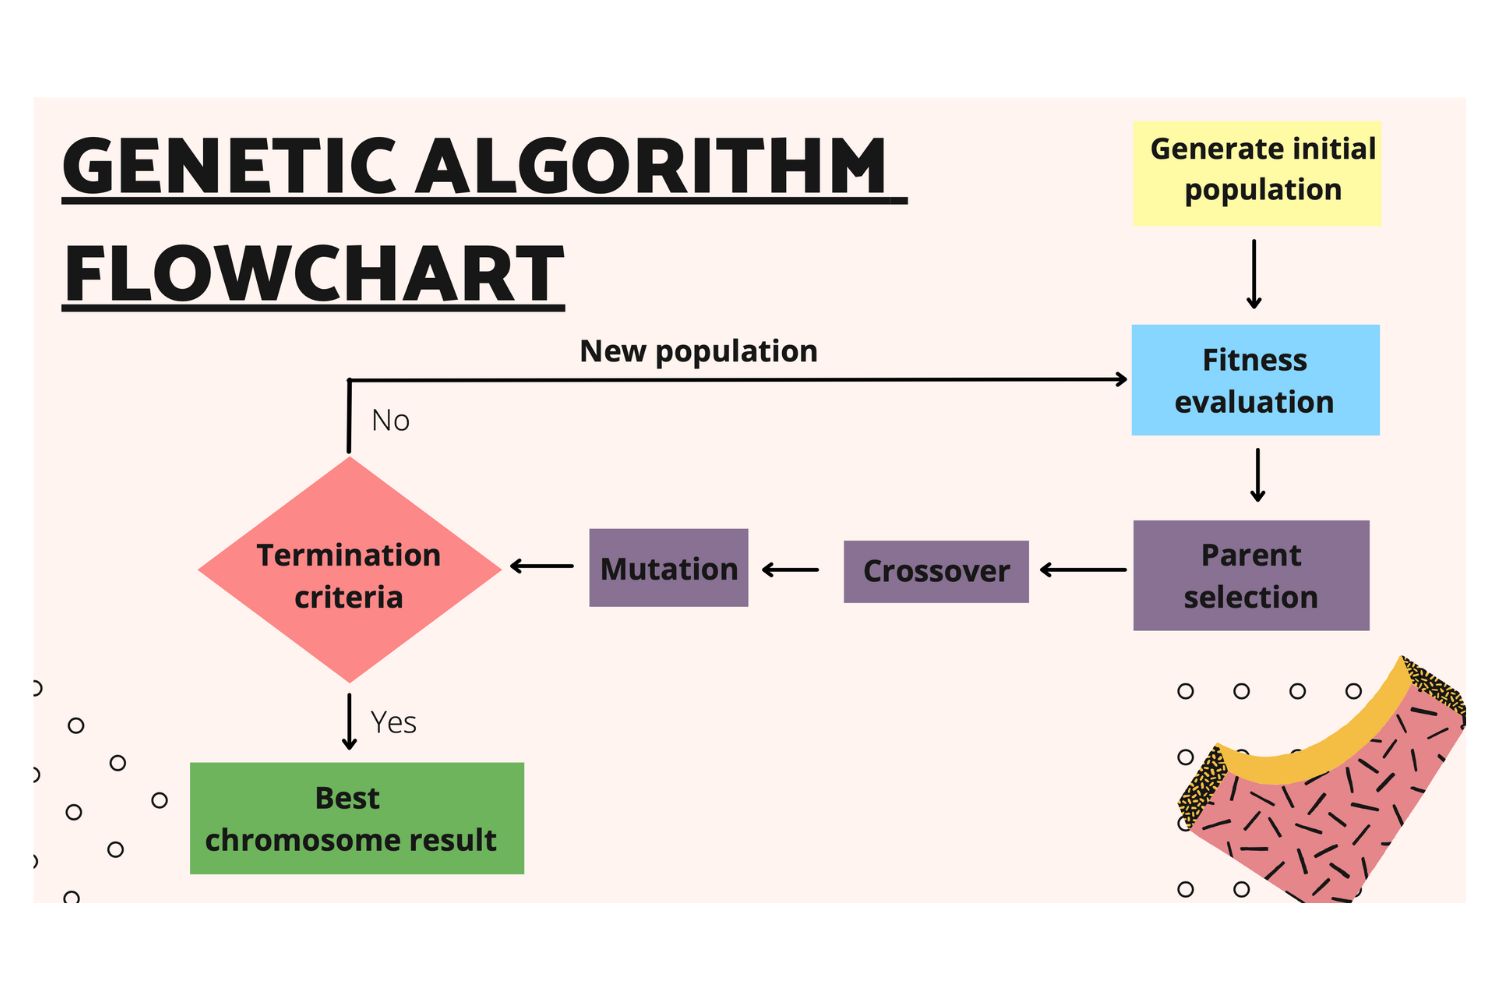 GENETIC ALGORITHM
FLOWCHART
Generate initial
population
New population
Fitness
evaluation
No
Parent
selection
Crossover
Mutation
Termination
criteria
Yes
Best
chromosome result